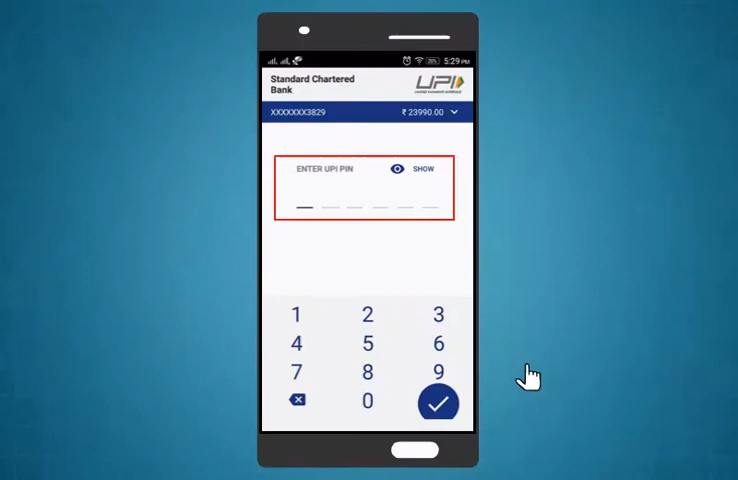 5:29 PM
Standard Chartered
Bank
UPI
UNIFIED PAYMENTS INTERFACE
XXXXXXX3829 ₹ 23990.00
ENTER UPI PIN SHOW
1 2 3
4 5 6
7 8 9
0